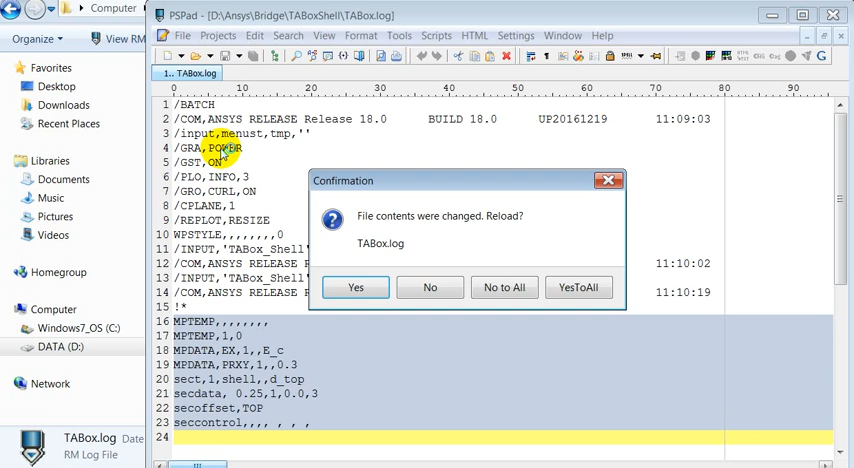 Computer
Organize
View RM
Favorites
Desktop
Downloads
Recent Places
Libraries
Documents
Music
Pictures
Videos
Homegroup
Computer
Windows7_OS (C:)
DATA (D:)
Network
TABox.log Date
RM Log File
PSPad - [D:\Ansys\Bridge\TABoxShell\TABox.log]
File Projects Edit Search View Format Tools Scripts HTML Settings Window Help
1.. TABox.log
0 10 20 30 40 50 60 70 80 90
1 /BATCH
2 /COM,ANSYS RELEASE Release 18.0 BUILD 18.0 UP20161219 11:09:03
3 /input,menust,tmp,''
4 /GRA,POWER
5 /GST,ON
6 /PLO,INFO,3
7 /GRO,CURL,ON
8 /CPLANE,1
9 /REPLOT,RESIZE
10 WPSTYLE,,,,,,,,0
11 /INPUT,'TABox_Shell'
12 /COM,ANSYS RELEASE R 11:10:02
13 /INPUT,'TABox_Shell'
14 /COM,ANSYS RELEASE R 11:10:19
15 !*
16 MPTEMP,,,,,,,,
17 MPTEMP,1,0
18 MPDATA,EX,1,,E_c
19 MPDATA,PRXY,1,,0.3
20 sect,1,shell,,d_top
21 secdata, 0.25,1,0.0,3
22 secoffset,TOP
23 seccontrol,,,, , , ,
24
Confirmation
File contents were changed. Reload?
TABox.log
Yes No No to All YesToAll